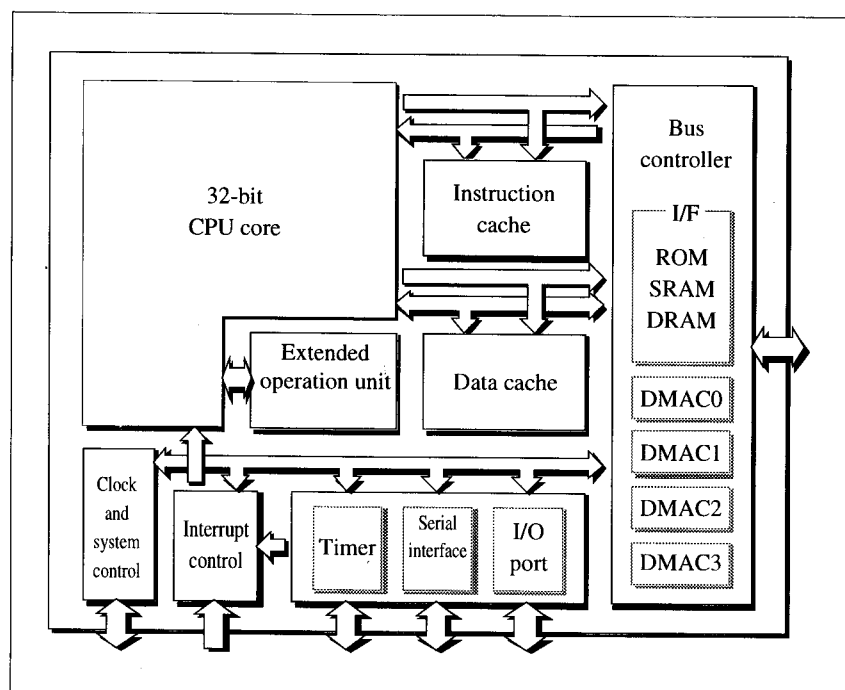 32-bit
CPU core
Bus
controller
Instruction
cache
I/F
ROM
SRAM
DRAM
Extended
operation unit
Data cache
DMAC0
DMAC1
DMAC2
DMAC3
Clock
and
system
control
Interrupt
control
Timer
Serial
interface
I/O
port